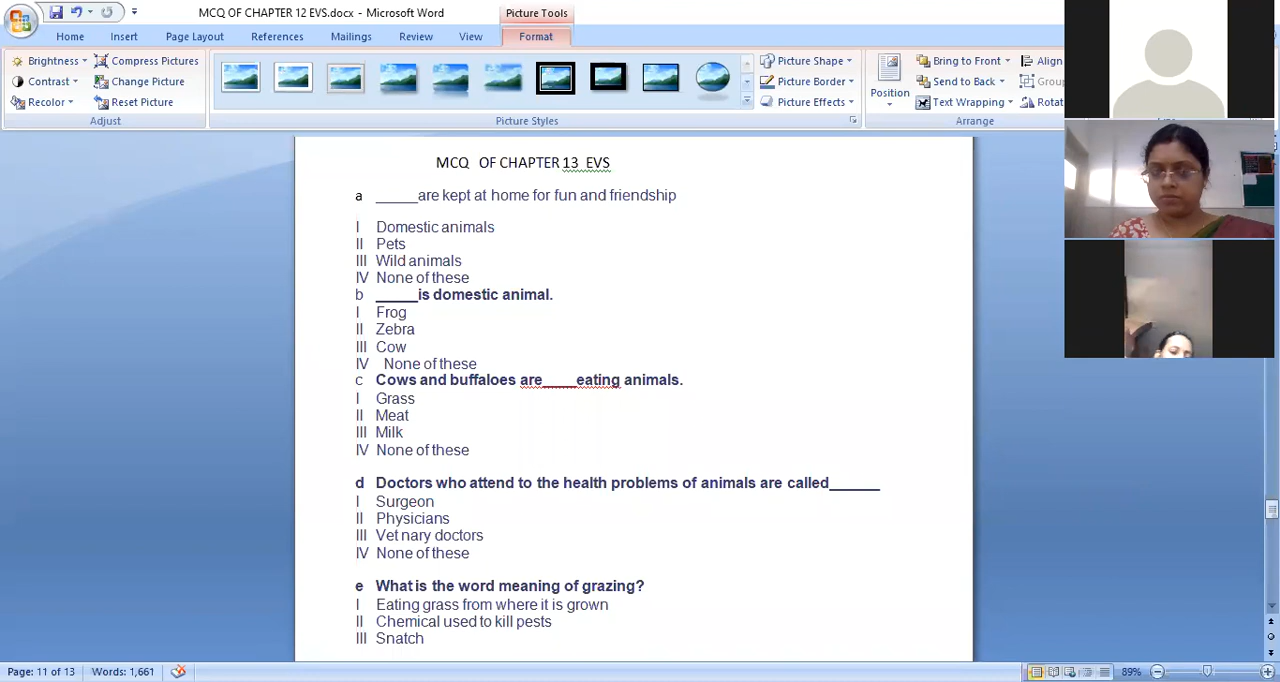 MCQ OF CHAPTER 12 EVS.docx - Microsoft Word
Picture Tools
Home Insert Page Layout References Mailings Review View Format
Brightness Compress Pictures
Contrast Change Picture
Recolor Reset Picture
Adjust
Picture Shape
Picture Border
Picture Effects
Picture Styles
Position
Bring to Front Align
Send to Back Group
Text Wrapping Rotat
Arrange
MCQ OF CHAPTER 13 EVS
a _____are kept at home for fun and friendship
I Domestic animals
II Pets
III Wild animals
IV None of these
b _____is domestic animal.
I Frog
II Zebra
III Cow
IV None of these
c Cows and buffaloes are____eating animals.
I Grass
II Meat
III Milk
IV None of these
d Doctors who attend to the health problems of animals are called______
I Surgeon
II Physicians
III Vet nary doctors
IV None of these
e What is the word meaning of grazing?
I Eating grass from where it is grown
II Chemical used to kill pests
III Snatch
Page: 11 of 13 Words: 1,661 89%